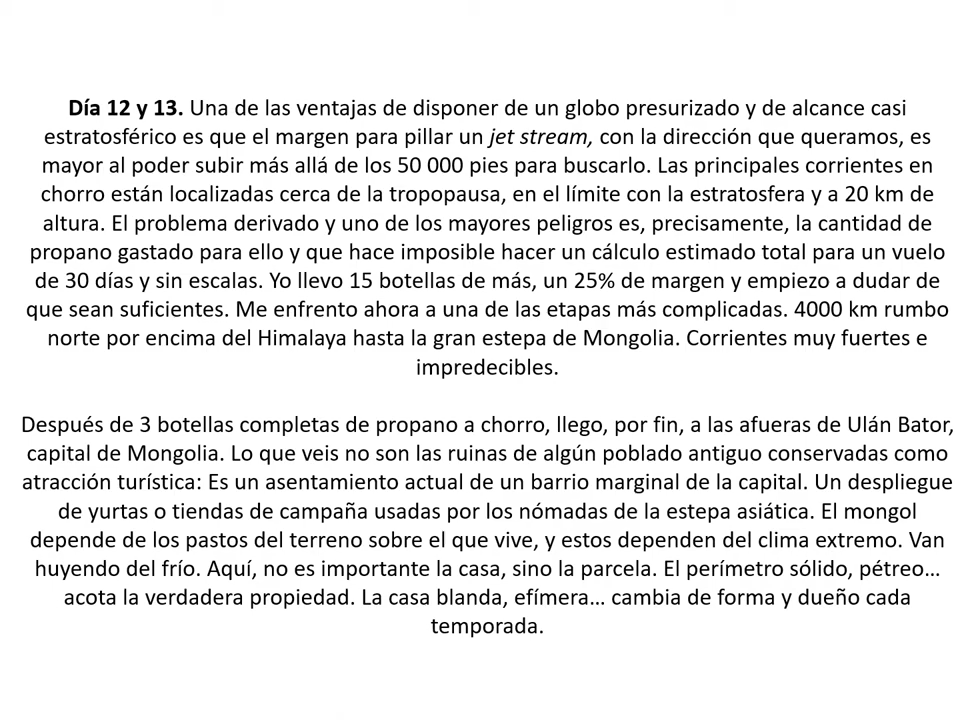 Día 12 y 13. Una de las ventajas de disponer de un globo presurizado y de alcance casi
estratosférico es que el margen para pillar un jet stream, con la dirección que queramos, es
mayor al poder subir más allá de los 50 000 pies para buscarlo. Las principales corrientes en
chorro están localizadas cerca de la tropopausa, en el límite con la estratosfera y a 20 km de
altura. El problema derivado y uno de los mayores peligros es, precisamente, la cantidad de
propano gastado para ello y que hace imposible hacer un cálculo estimado total para un vuelo
de 30 días y sin escalas. Yo llevo 15 botellas de más, un 25% de margen y empiezo a dudar de
que sean suficientes. Me enfrento ahora a una de las etapas más complicadas. 4000 km rumbo
norte por encima del Himalaya hasta la gran estepa de Mongolia. Corrientes muy fuertes e
impredecibles.
Después de 3 botellas completas de propano a chorro, llego, por fin, a las afueras de Ulán Bator,
capital de Mongolia. Lo que veis no son las ruinas de algún poblado antiguo conservadas como
atracción turística: Es un asentamiento actual de un barrio marginal de la capital. Un despliegue
de yurtas o tiendas de campaña usadas por los nómadas de la estepa asiática. El mongol
depende de los pastos del terreno sobre el que vive, y estos dependen del clima extremo. Van
huyendo del frío. Aquí, no es importante la casa, sino la parcela. El perímetro sólido, pétreo…
acota la verdadera propiedad. La casa blanda, efímera… cambia de forma y dueño cada
temporada.